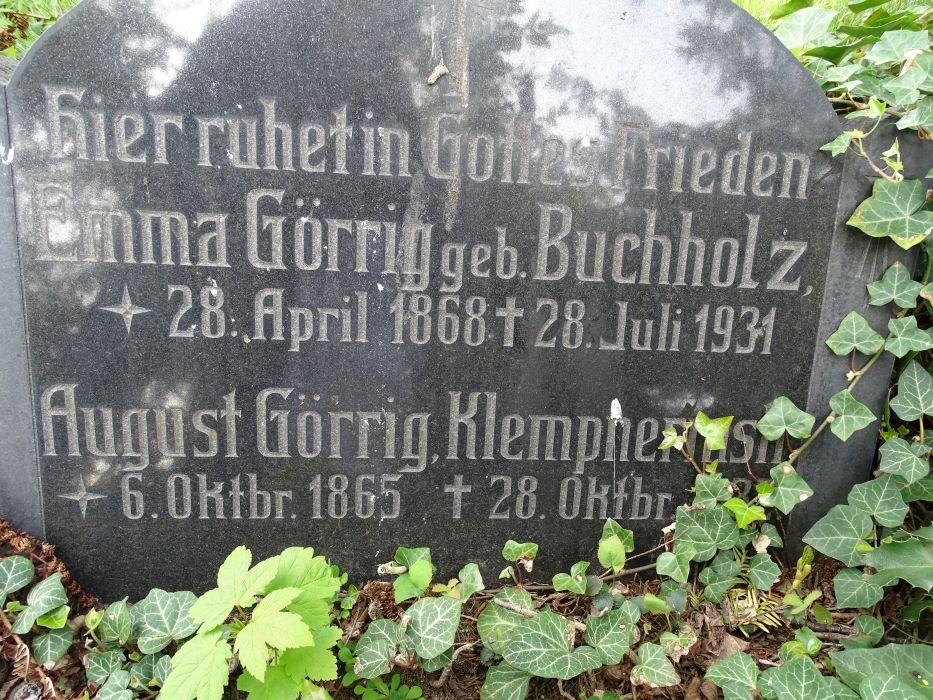 Hier ruhet in Gottes Frieden
Emma Görrig geb. Buchholz,
28. April 1868 † 28. Juli 1931
August Görrig, Klempnermstr.
6. Oktbr. 1865 † 28. Oktbr.